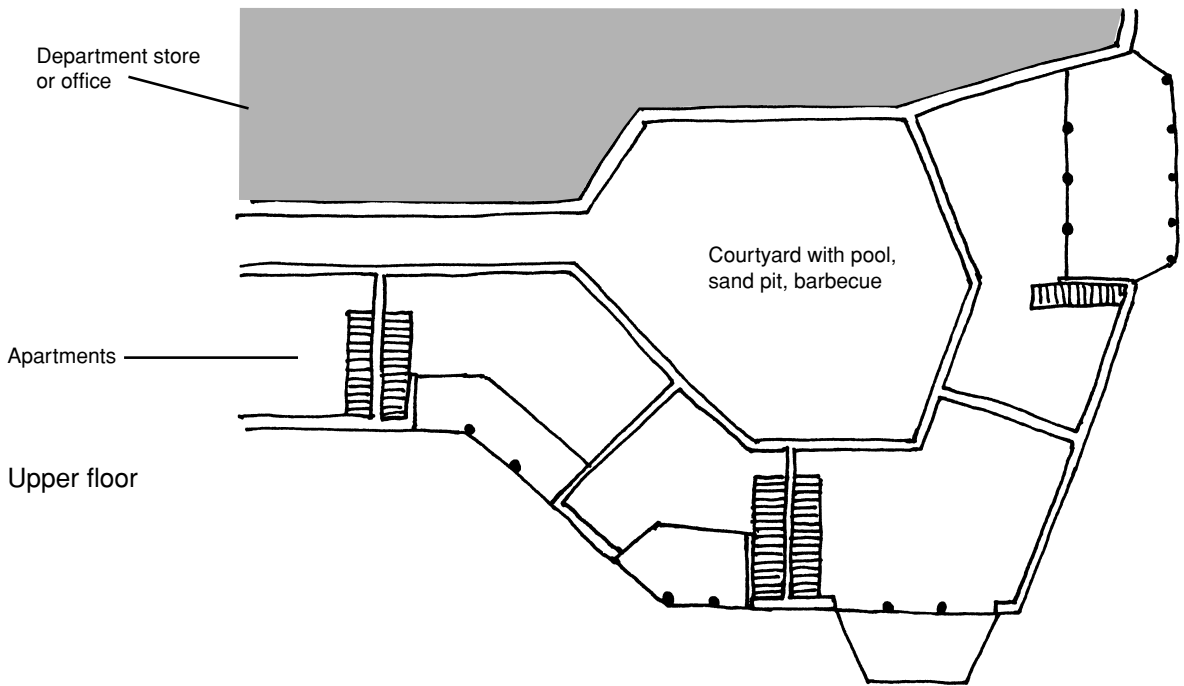 Department store
or office
Courtyard with pool,
sand pit, barbecue
Apartments
Upper floor